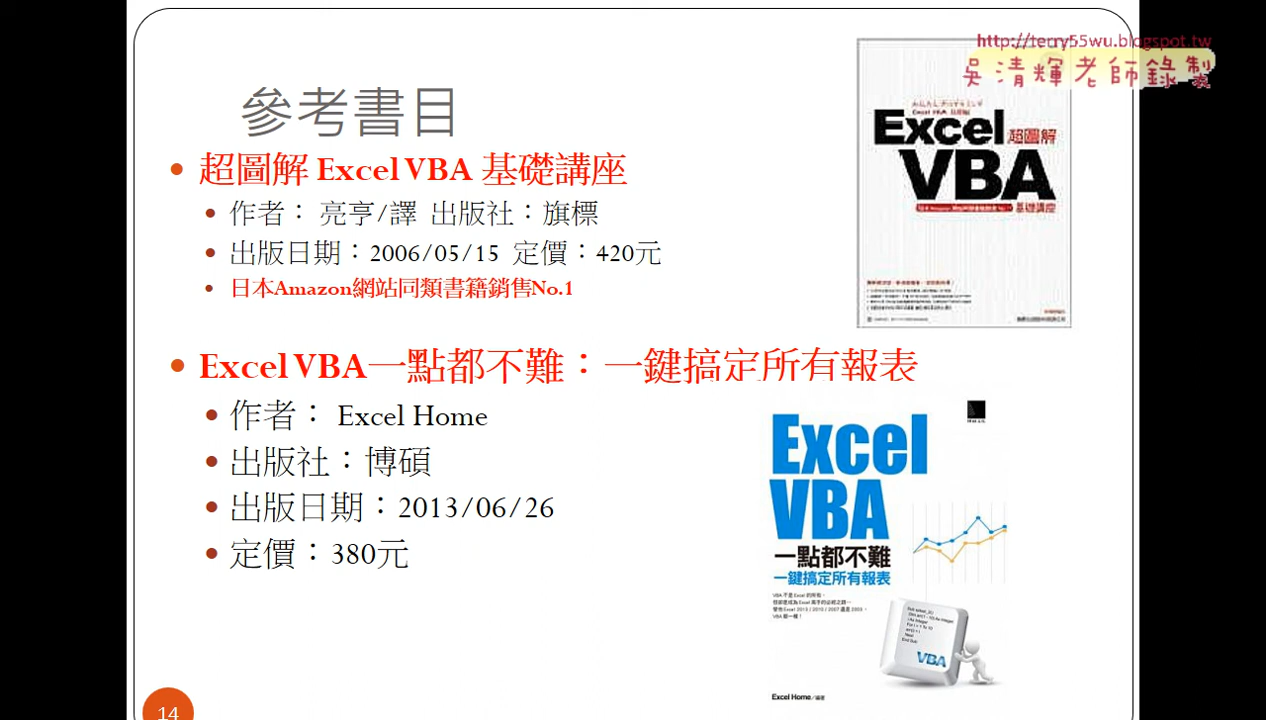 http://terry55wu.blogspot.tw
吳清輝老師錄製
參考書目
超圖解 Excel VBA 基礎講座
作者： 亮亨/譯 出版社：旗標
出版日期：2006/05/15 定價：420元
日本Amazon網站同類書籍銷售No.1
Excel 超圖解
VBA
基礎講座
Excel VBA一點都不難：一鍵搞定所有報表
作者： Excel Home
出版社：博碩
出版日期：2013/06/26
定價：380元
Excel
VBA
一點都不難
一鍵搞定所有報表
VBA
Excel Home／編著
14